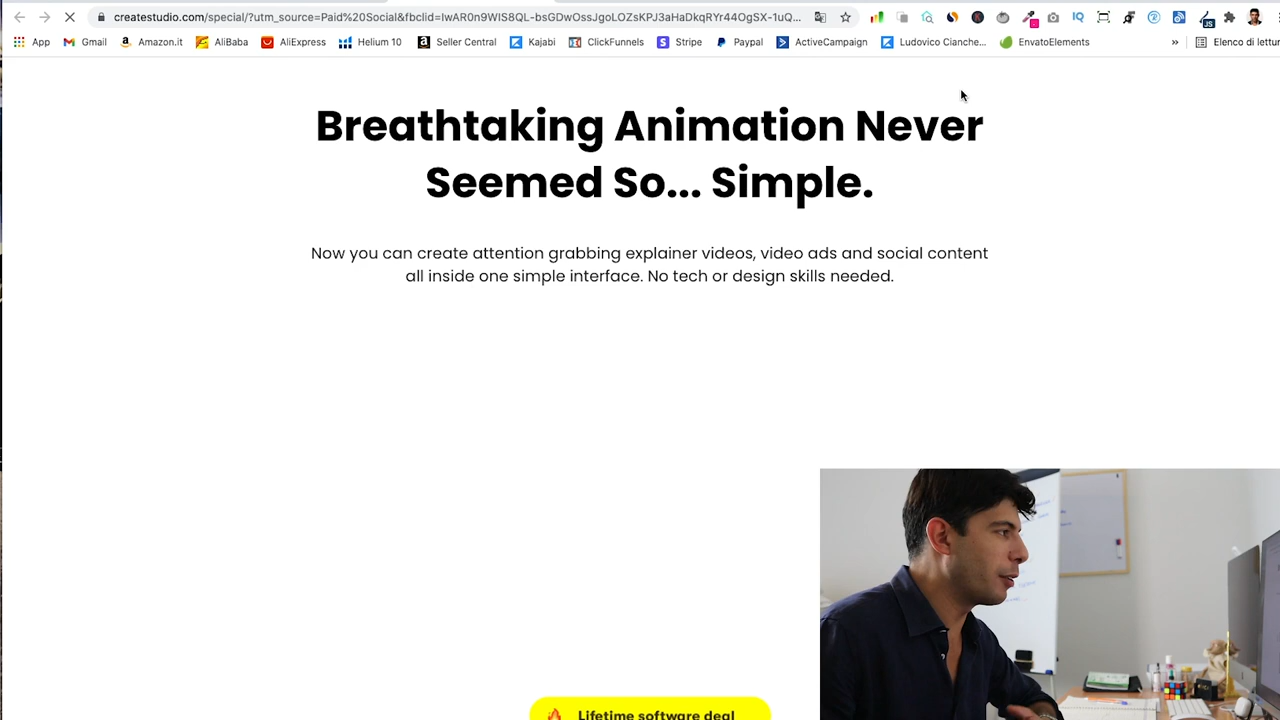 createstudio.com/special/?utm_source=Paid%20Social&fbclid=IwAR0n9WIS8QL-bsGDwOssJgoLOZsKPJ3aHaDkqRYr44OgSX-1uQ...
App Gmail Amazon.it AliBaba AliExpress Helium 10 Seller Central Kajabi ClickFunnels Stripe Paypal ActiveCampaign Ludovico Cianche... EnvatoElements » Elenco di lettur
Breathtaking Animation Never
Seemed So... Simple.
Now you can create attention grabbing explainer videos, video ads and social content
all inside one simple interface. No tech or design skills needed.
Lifetime software deal